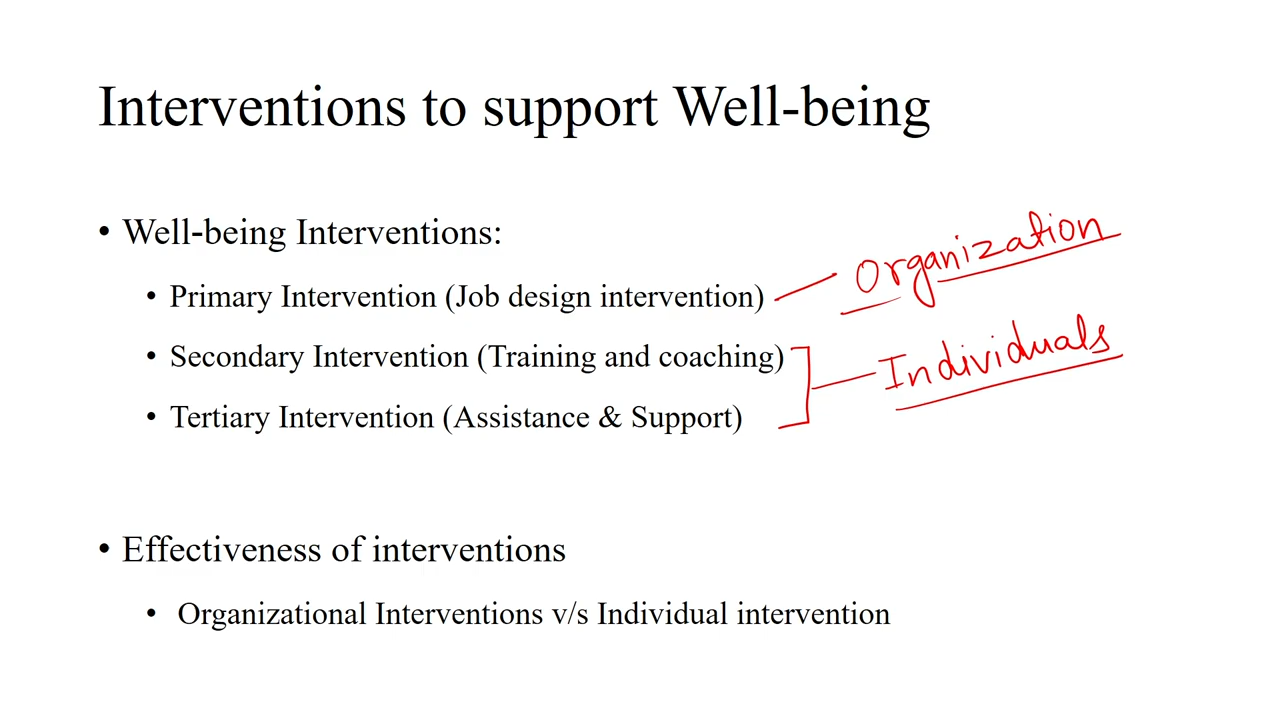 Interventions to support Well-being
• Well-being Interventions:
• Primary Intervention (Job design intervention)
Organization
• Secondary Intervention (Training and coaching)
Individuals
• Tertiary Intervention (Assistance & Support)
• Effectiveness of interventions
• Organizational Interventions v/s Individual intervention